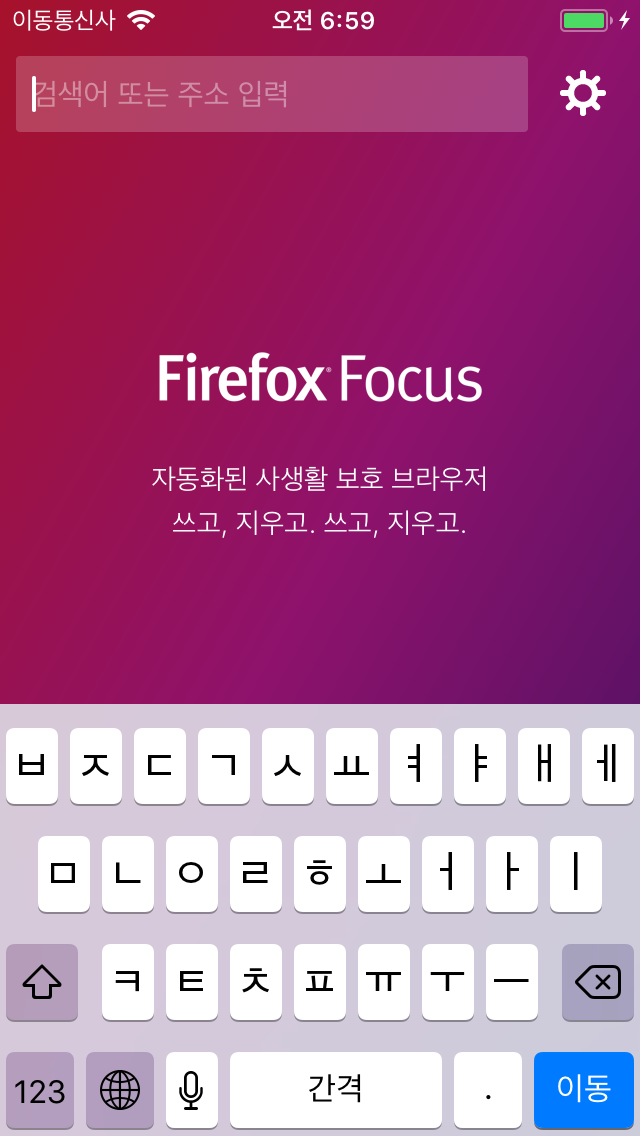 이동통신사 오전 6:59
검색어 또는 주소 입력
Firefox® Focus
자동화된 사생활 보호 브라우저
쓰고, 지우고. 쓰고, 지우고.
ㅂ ㅈ ㄷ ㄱ ㅅ ㅛ ㅕ ㅑ ㅐ ㅔ
ㅁ ㄴ ㅇ ㄹ ㅎ ㅗ ㅓ ㅏ ㅣ
ㅋ ㅌ ㅊ ㅍ ㅠ ㅜ ㅡ
123 간격 . 이동